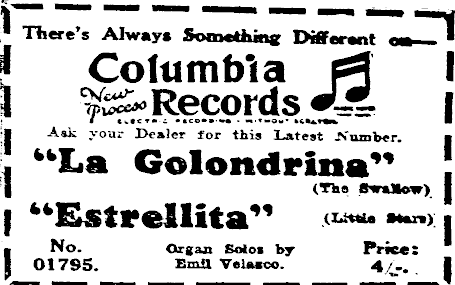 There's Always Something Different on—
Columbia
New
Process
Records
ELECTRIC RECORDING - WITHOUT SCRATCH
Ask your Dealer for this Latest Number.
"La Golondrina"
(The Swallow)
"Estrellita"
(Little Stars)
No.
01795.
Organ Solos by
Emil Velazco.
Price:
4/-.